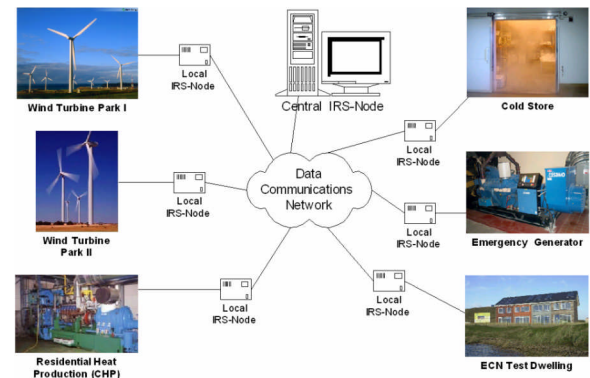 Local
IRS-Node
Wind Turbine Park I
Central IRS-Node
Cold Store
Local
IRS-Node
Data
Communications
Network
Local
IRS-Node
Wind Turbine
Park II
Local
IRS-Node
Emergency Generator
Local
IRS-Node
Local
IRS-Node
Residential Heat
Production (CHP)
ECN Test Dwelling